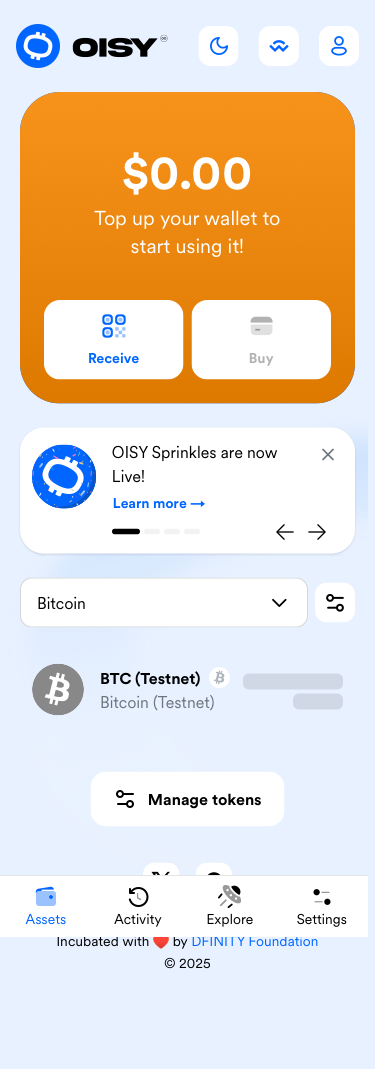 OISY
$0.00
Top up your wallet to
start using it!
Receive
Buy
OISY Sprinkles are now
Live!
Learn more →
Bitcoin
BTC (Testnet)
Bitcoin (Testnet)
Manage tokens
Assets
Activity
Explore
Settings
Incubated with ❤️ by DFINITY Foundation
© 2025